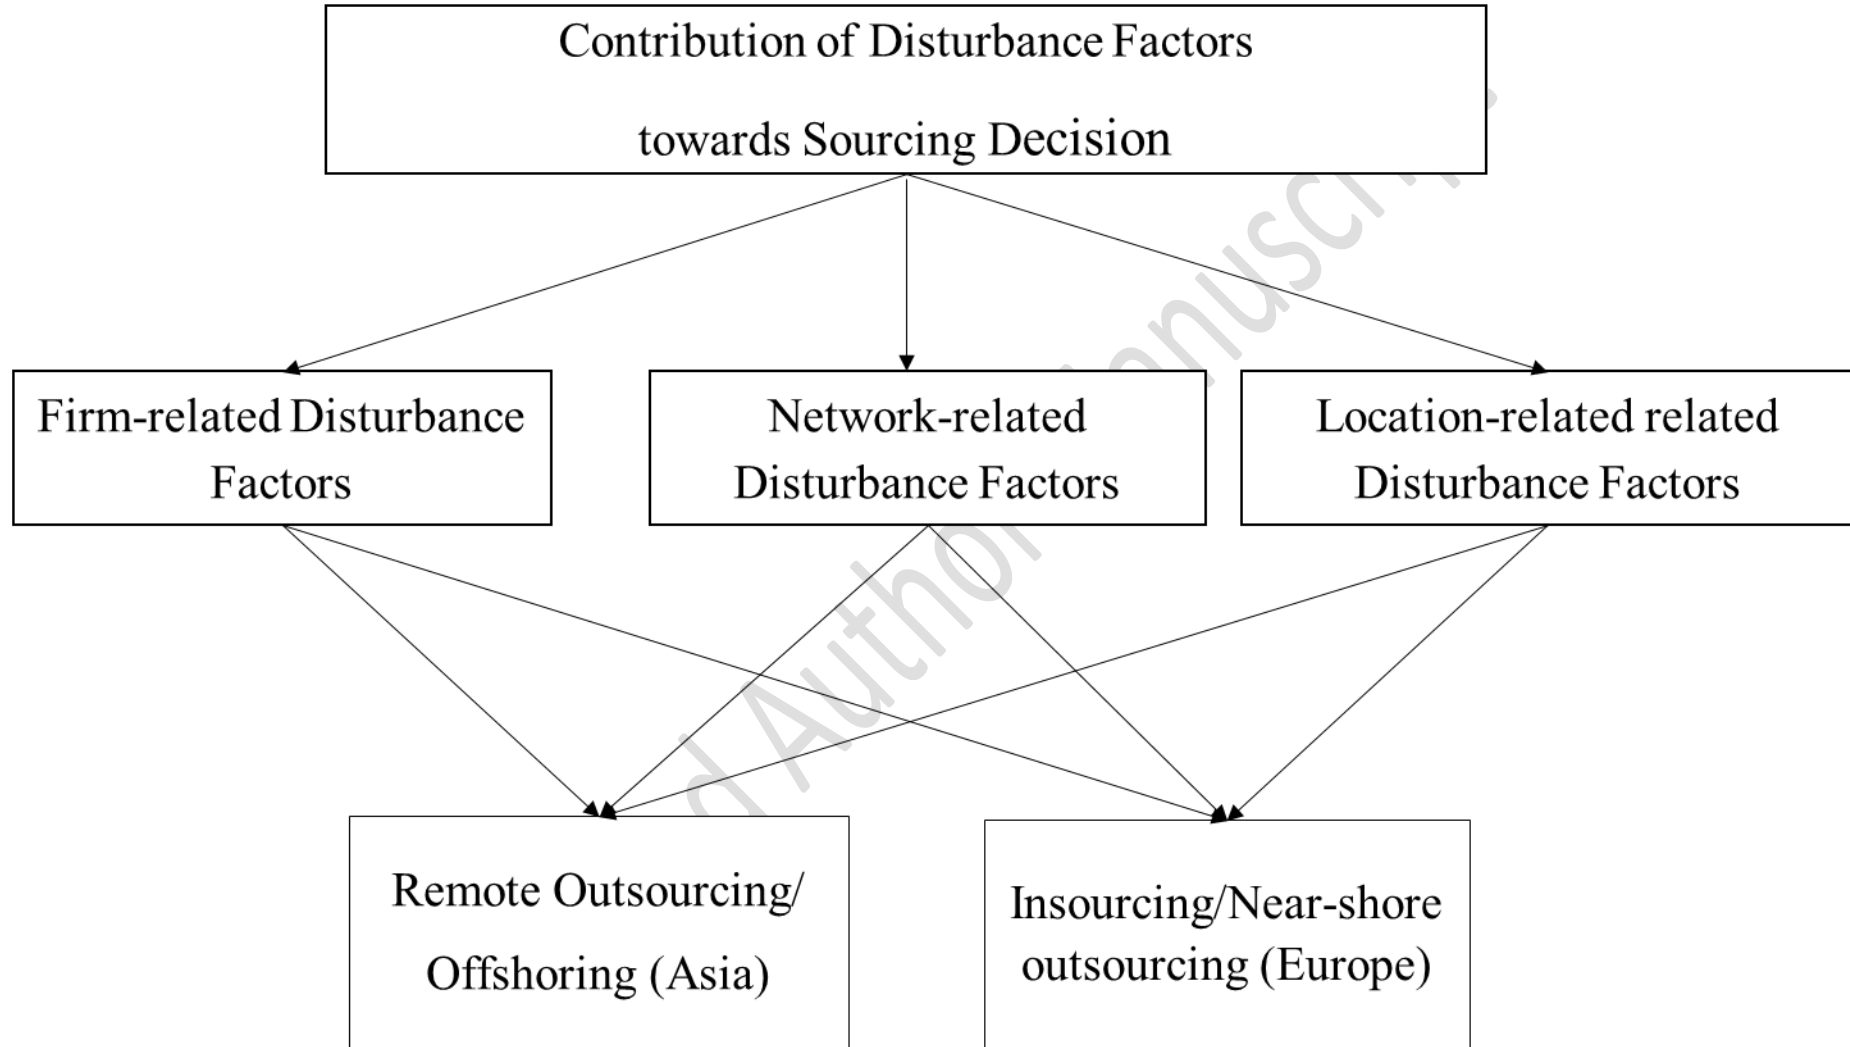 Contribution of Disturbance Factors
towards Sourcing Decision
Firm-related Disturbance
Factors
Network-related
Disturbance Factors
Location-related related
Disturbance Factors
Remote Outsourcing/
Offshoring (Asia)
Insourcing/Near-shore
outsourcing (Europe)